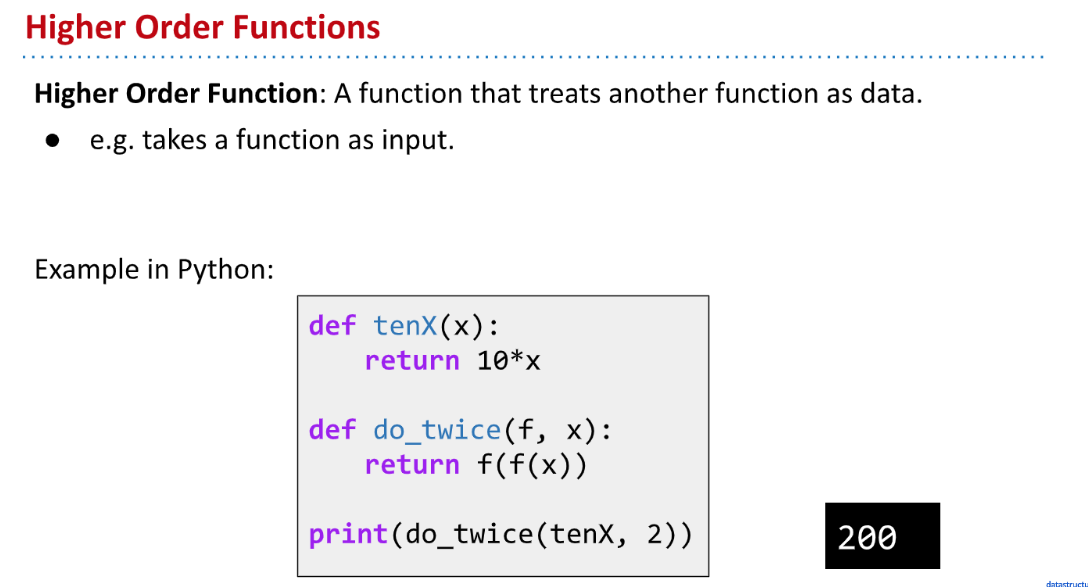 Higher Order Functions
Higher Order Function: A function that treats another function as data.
● e.g. takes a function as input.
Example in Python:
def tenX(x):
    return 10*x
def do_twice(f, x):
    return f(f(x))
print(do_twice(tenX, 2))
200
datastructu